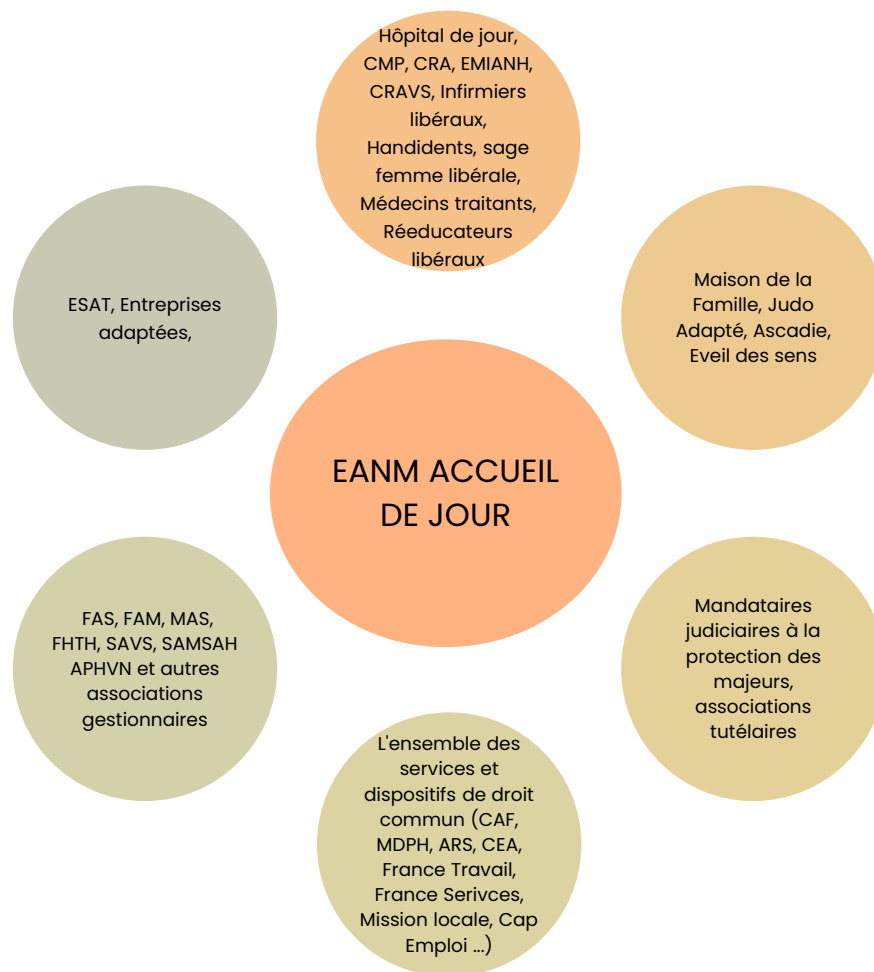 Hôpital de jour,
CMP, CRA, EMIANH,
CRAVS, Infirmiers
libéraux,
Handidents, sage
femme libérale,
Médecins traitants,
Réeducateurs
libéraux
ESAT, Entreprises
adaptées,
Maison de la
Famille, Judo
Adapté, Ascadie,
Eveil des sens
EANM ACCUEIL
DE JOUR
FAS, FAM, MAS,
FHTH, SAVS, SAMSAH
APHVN et autres
associations
gestionnaires
Mandataires
judiciaires à la
protection des
majeurs,
associations
tutélaires
L'ensemble des
services et
dispositifs de droit
commun (CAF,
MDPH, ARS, CEA,
France Travail,
France Serivces,
Mission locale, Cap
Emploi ...)